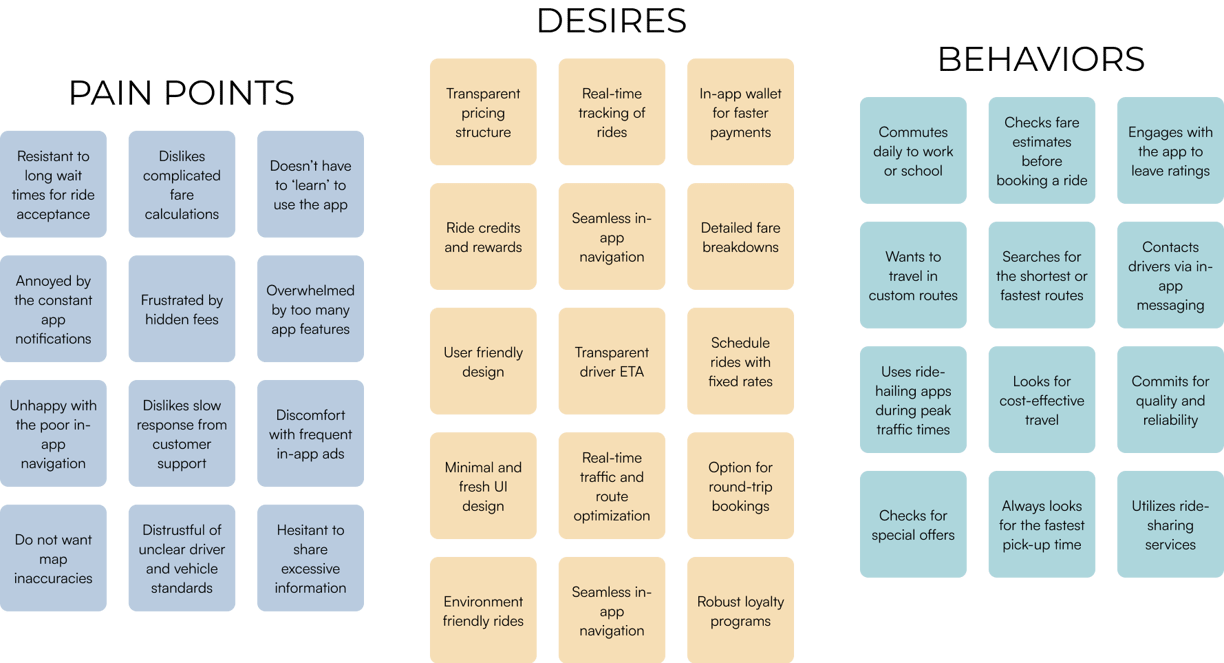 PAIN POINTS
Resistant to
long wait
times for ride
acceptance
Dislikes
complicated
fare
calculations
Doesn’t have
to ‘learn’ to
use the app
Annoyed by
the constant
app
notifications
Frustrated by
hidden fees
Overwhelmed
by too many
app features
Unhappy with
the poor in-
app
navigation
Dislikes slow
response from
customer
support
Discomfort
with frequent
in-app ads
Do not want
map
inaccuracies
Distrustful of
unclear driver
and vehicle
standards
Hesitant to
share
excessive
information
DESIRES
Transparent
pricing
structure
Real-time
tracking of
rides
In-app wallet
for faster
payments
Ride credits
and rewards
Seamless in-
app
navigation
Detailed fare
breakdowns
User friendly
design
Transparent
driver ETA
Schedule
rides with
fixed rates
Minimal and
fresh UI
design
Real-time
traffic and
route
optimization
Option for
round-trip
bookings
Environment
friendly rides
Seamless in-
app
navigation
Robust loyalty
programs
BEHAVIORS
Commutes
daily to work
or school
Checks fare
estimates
before
booking a ride
Engages with
the app to
leave ratings
Wants to
travel in
custom routes
Searches for
the shortest or
fastest routes
Contacts
drivers via in-
app
messaging
Uses ride-
hailing apps
during peak
traffic times
Looks for
cost-effective
travel
Commits for
quality and
reliability
Checks for
special offers
Always looks
for the fastest
pick-up time
Utilizes ride-
sharing
services